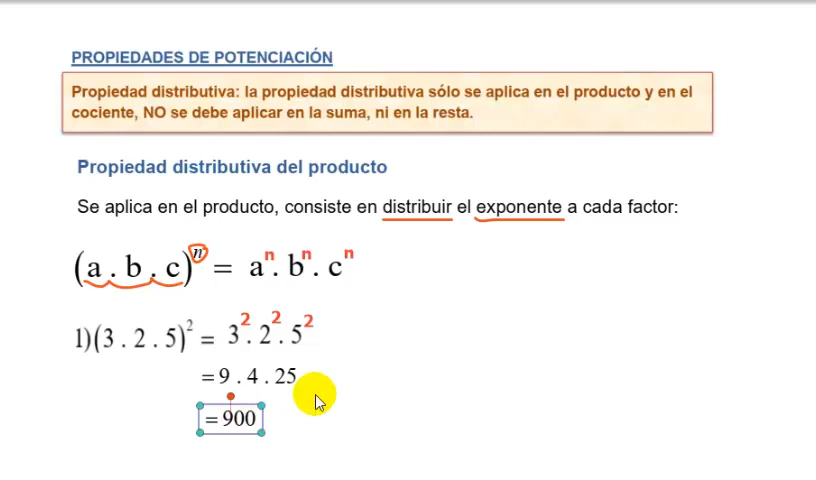 PROPIEDADES DE POTENCIACIÓN
Propiedad distributiva: la propiedad distributiva sólo se aplica en el producto y en el
cociente, NO se debe aplicar en la suma, ni en la resta.
Propiedad distributiva del producto
Se aplica en el producto, consiste en distribuir el exponente a cada factor:
(a . b . c)ⁿ = aⁿ. bⁿ. cⁿ
1)(3 . 2 . 5)² = 3². 2². 5²
= 9 . 4 . 25
= 900